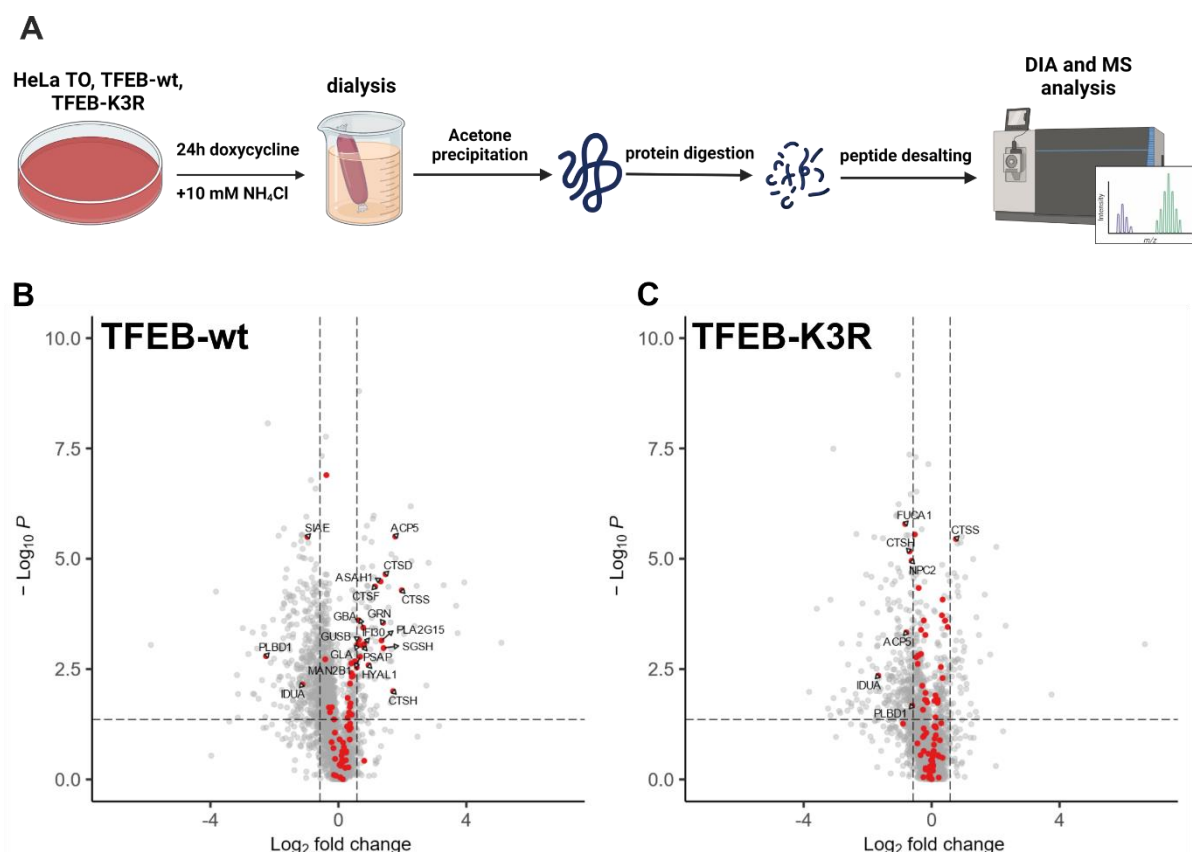 A
HeLa TO, TFEB-wt,
TFEB-K3R
24h doxycycline
+10 mM NH₄Cl
dialysis
Acetone
precipitation
protein digestion
peptide desalting
DIA and MS
analysis
Intensity
m/z
B
TFEB-wt
10.0
7.5
5.0
2.5
0.0
− Log₁₀ P
SIAE
ACP5
CTSD
ASAH1
CTSF
CTSS
GBA
GRN
IFI30
PLA2G15
GUSB
SGSH
GLA
PSAP
MAN2B1
HYAL1
PLBD1
IDUA
CTSH
-4
0
4
Log₂ fold change
C
TFEB-K3R
10.0
7.5
5.0
2.5
0.0
− Log₁₀ P
FUCA1
CTSS
CTSH
NPC2
ACP5
IDUA
PLBD1
-4
0
4
Log₂ fold change